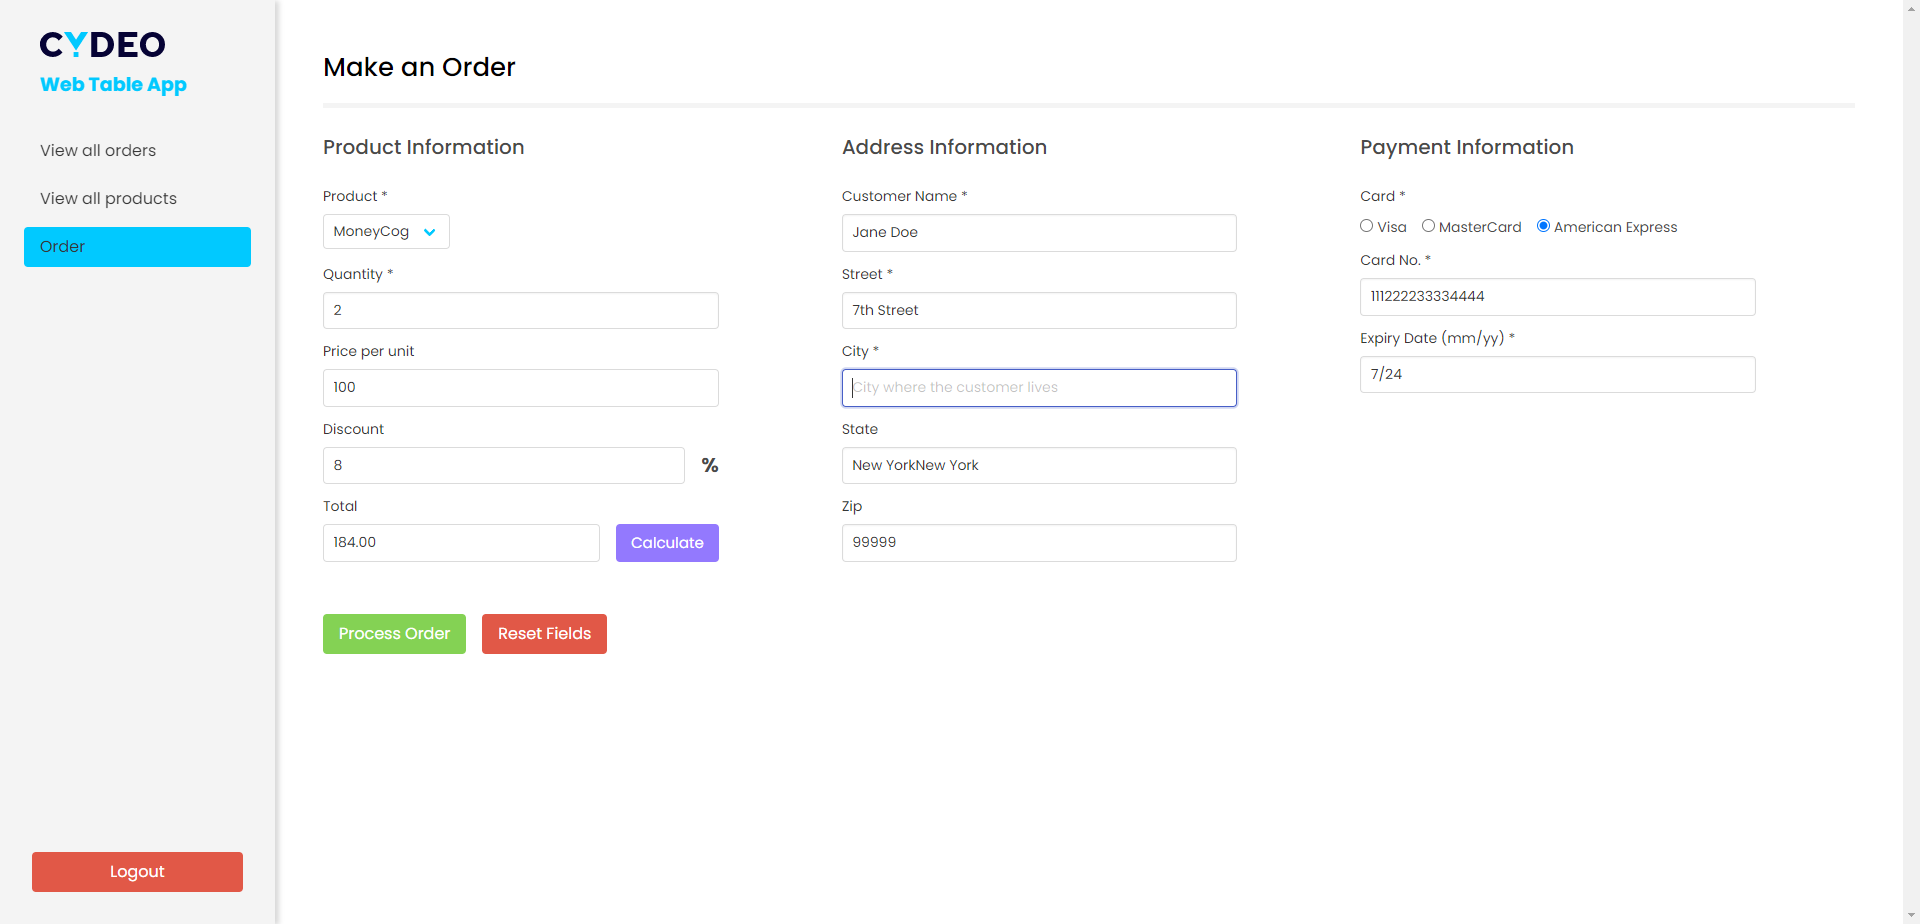 CYDEO
Web Table App
View all orders
View all products
Order
Logout
Make an Order
Product Information
Product *
MoneyCog
Quantity *
2
Price per unit
100
Discount
8
%
Total
184.00
Calculate
Process Order
Reset Fields
Address Information
Customer Name *
Jane Doe
Street *
7th Street
City *
City where the customer lives
State
New YorkNew York
Zip
99999
Payment Information
Card *
Visa
MasterCard
American Express
Card No. *
111222233334444
Expiry Date (mm/yy) *
7/24